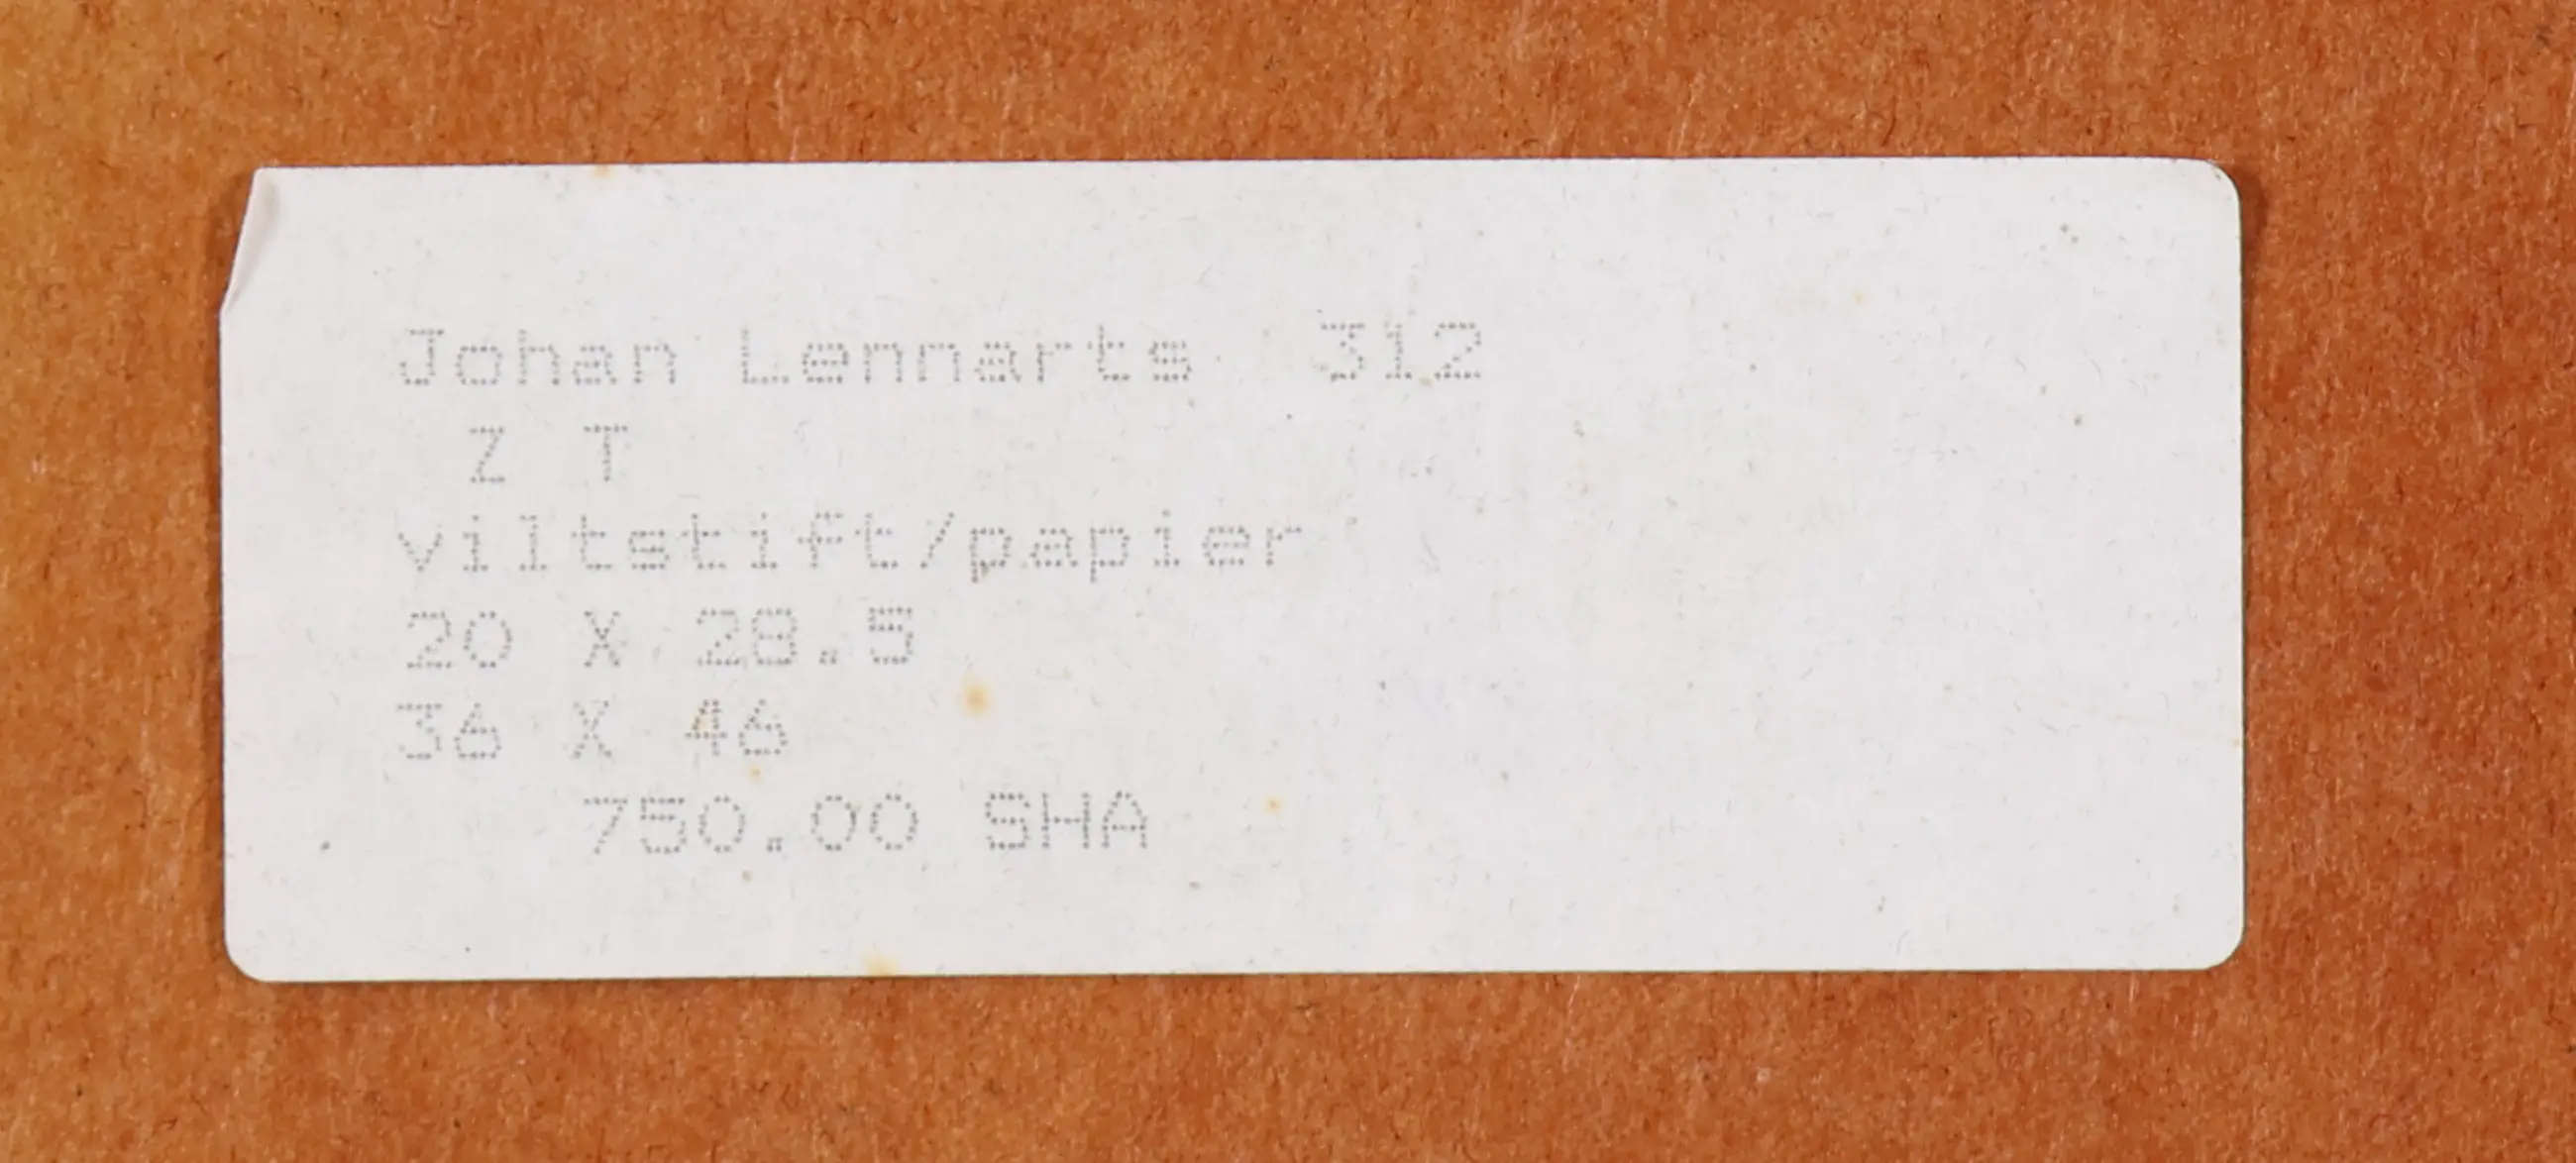 Johan Lennarts 312
Z T
viltstift/papier
20 X 28.5
36 X 46
750.00 SHA